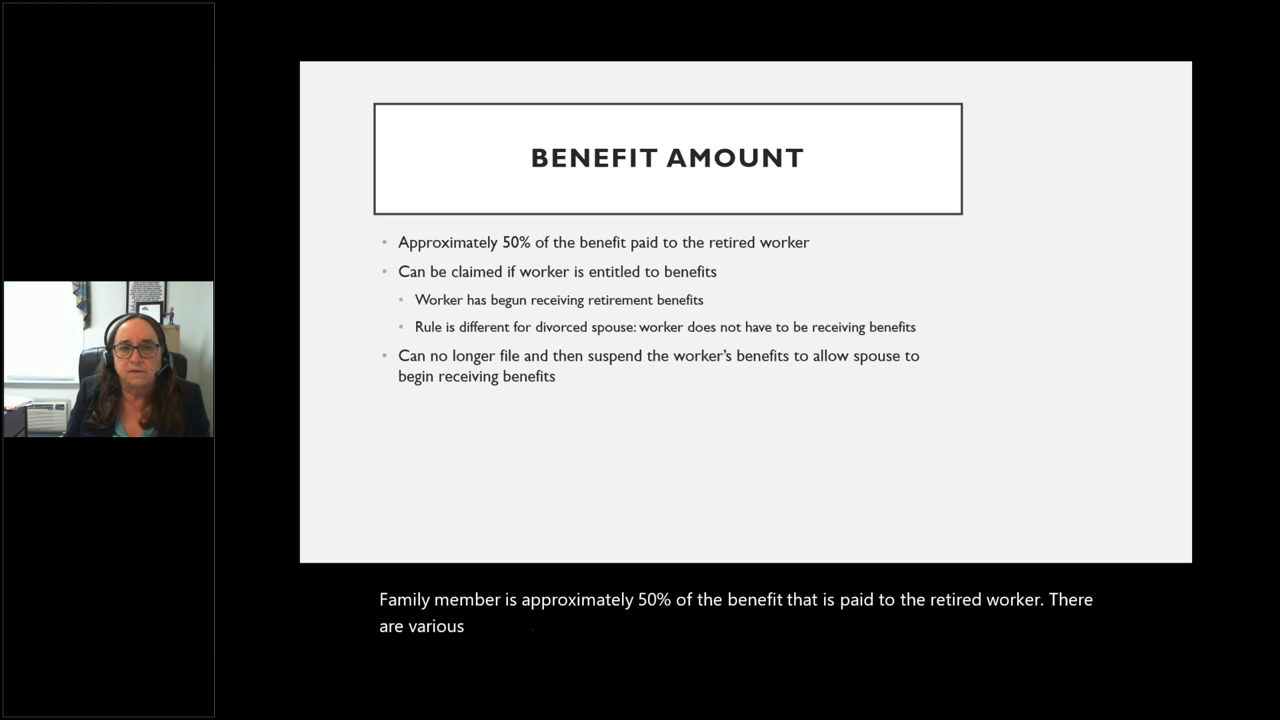 BENEFIT AMOUNT
• Approximately 50% of the benefit paid to the retired worker
• Can be claimed if worker is entitled to benefits
• Worker has begun receiving retirement benefits
• Rule is different for divorced spouse: worker does not have to be receiving benefits
• Can no longer file and then suspend the worker’s benefits to allow spouse to
begin receiving benefits
Family member is approximately 50% of the benefit that is paid to the retired worker. There
are various